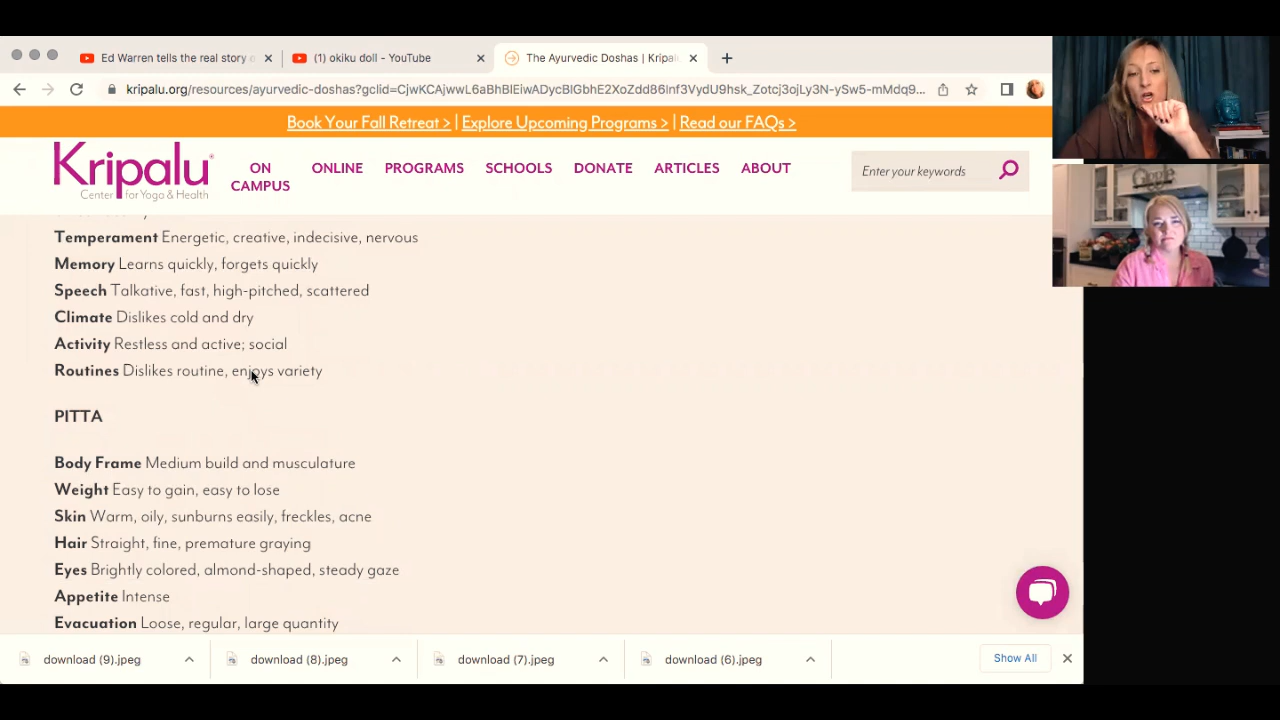 Ed Warren tells the real story o
(1) okiku doll - YouTube
The Ayurvedic Doshas | Kripalu
kripalu.org/resources/ayurvedic-doshas?gclid=CjwKCAjwwL6aBhBlEiwADycBIGbhE2XoZdd86lnf3VydU9hsk_Zotcj3ojLy3N-ySw5-mMdq9...
Book Your Fall Retreat > | Explore Upcoming Programs > | Read our FAQs >
Kripalu®
Center for Yoga & Health
ON CAMPUS
ONLINE
PROGRAMS
SCHOOLS
DONATE
ARTICLES
ABOUT
Enter your keywords
Temperament Energetic, creative, indecisive, nervous
Memory Learns quickly, forgets quickly
Speech Talkative, fast, high-pitched, scattered
Climate Dislikes cold and dry
Activity Restless and active; social
Routines Dislikes routine, enjoys variety
PITTA
Body Frame Medium build and musculature
Weight Easy to gain, easy to lose
Skin Warm, oily, sunburns easily, freckles, acne
Hair Straight, fine, premature graying
Eyes Brightly colored, almond-shaped, steady gaze
Appetite Intense
Evacuation Loose, regular, large quantity
download (9).jpeg
download (8).jpeg
download (7).jpeg
download (6).jpeg
Show All